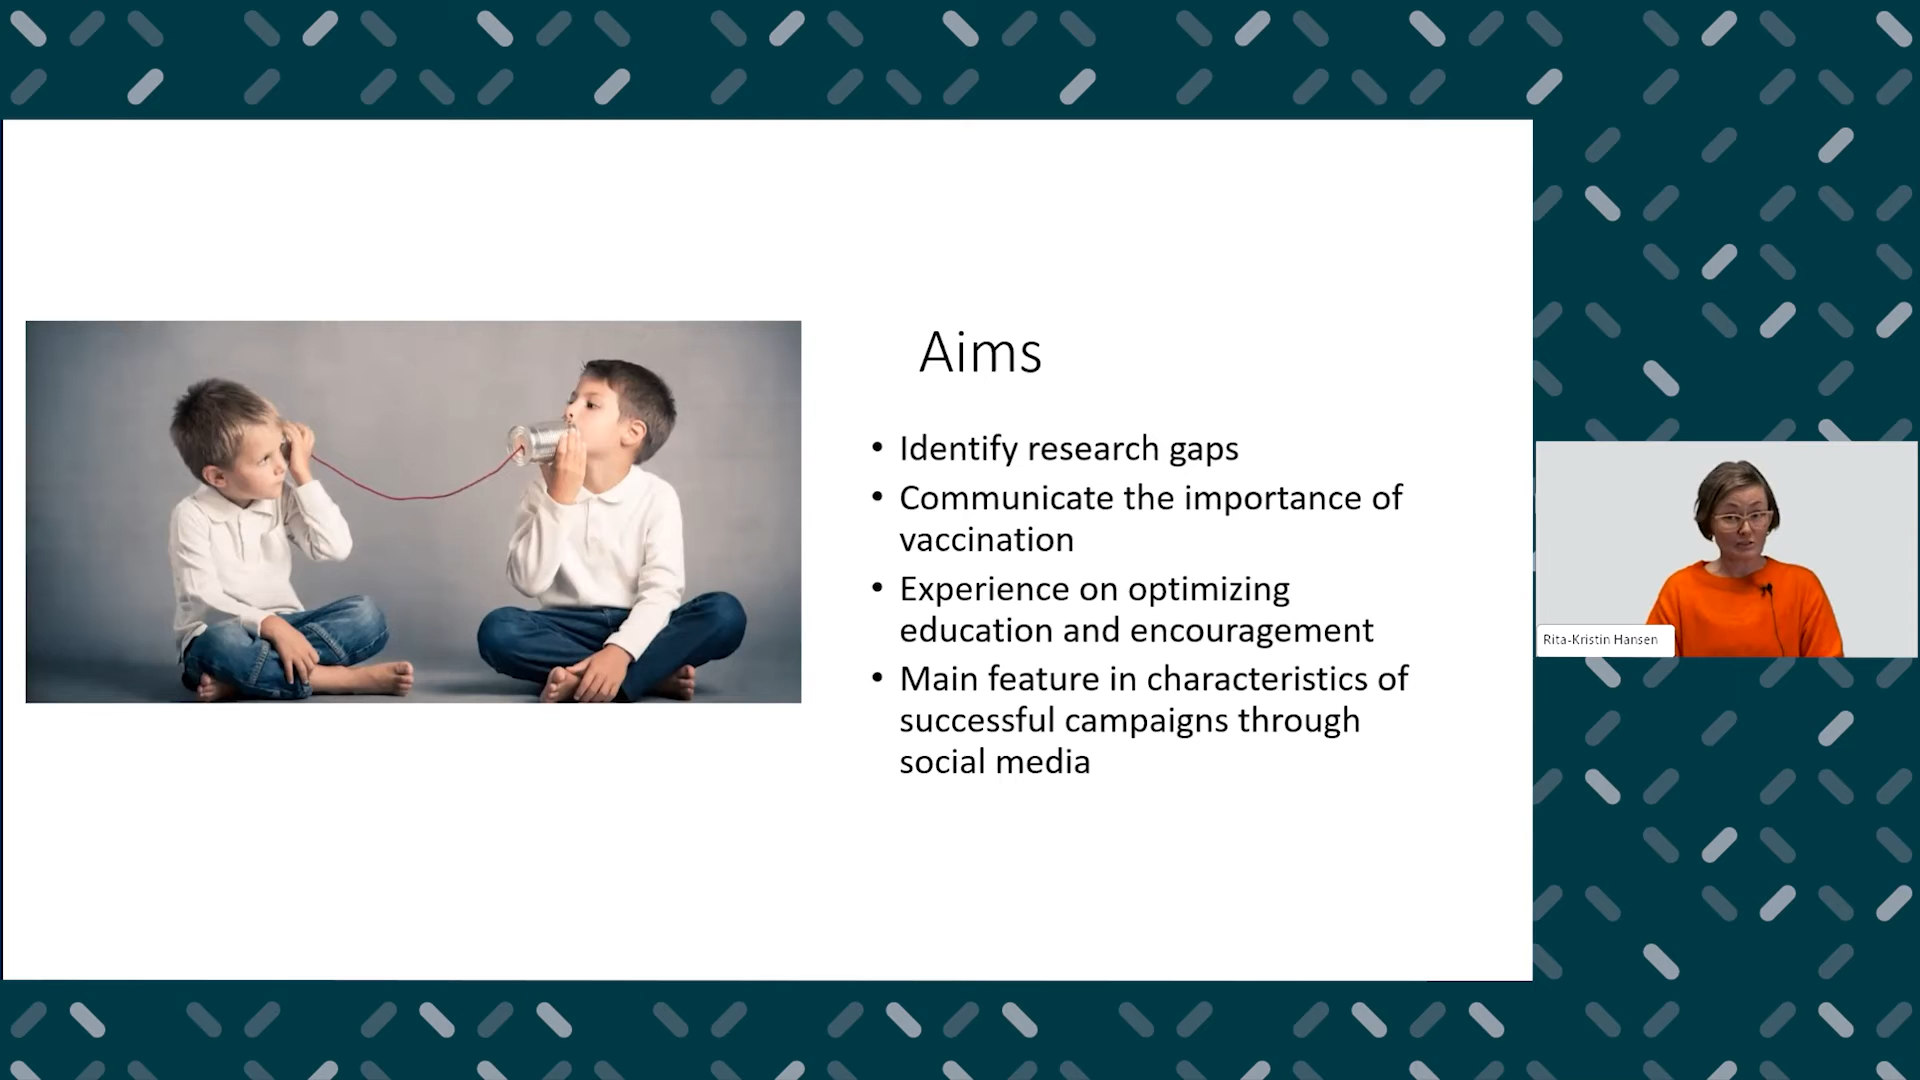 Aims
• Identify research gaps
• Communicate the importance of
vaccination
• Experience on optimizing
education and encouragement
• Main feature in characteristics of
successful campaigns through
social media
Rita-Kristin Hansen